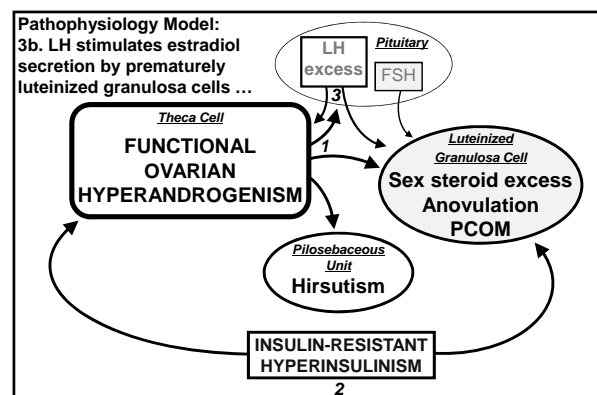 Pathophysiology Model:
3b. LH stimulates estradiol
secretion by prematurely
luteinized granulosa cells …
LH
excess
Pituitary
FSH
3
Theca Cell
FUNCTIONAL
OVARIAN
HYPERANDROGENISM
1
Luteinized
Granulosa Cell
Sex steroid excess
Anovulation
PCOM
Pilosebaceous
Unit
Hirsutism
INSULIN-RESISTANT
HYPERINSULINISM
2